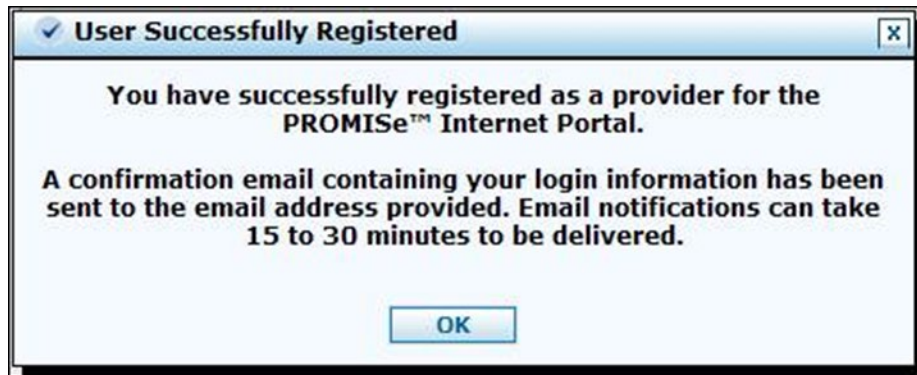 User Successfully Registered
X
You have successfully registered as a provider for the
PROMISe™ Internet Portal.
A confirmation email containing your login information has been
sent to the email address provided. Email notifications can take
15 to 30 minutes to be delivered.
OK